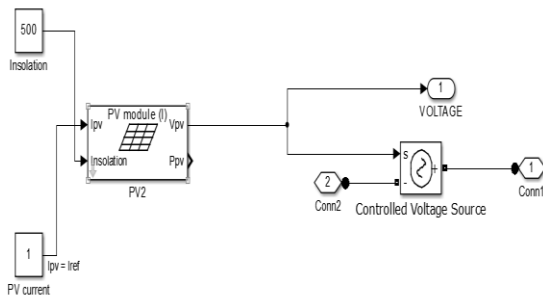 500
Insolation
PV module (I)
Ipv
Vpv
Insolation
Ppv
PV2
1
Ipv = Iref
PV current
1
VOLTAGE
s
-
+
Controlled Voltage Source
2
Conn2
1
Conn1